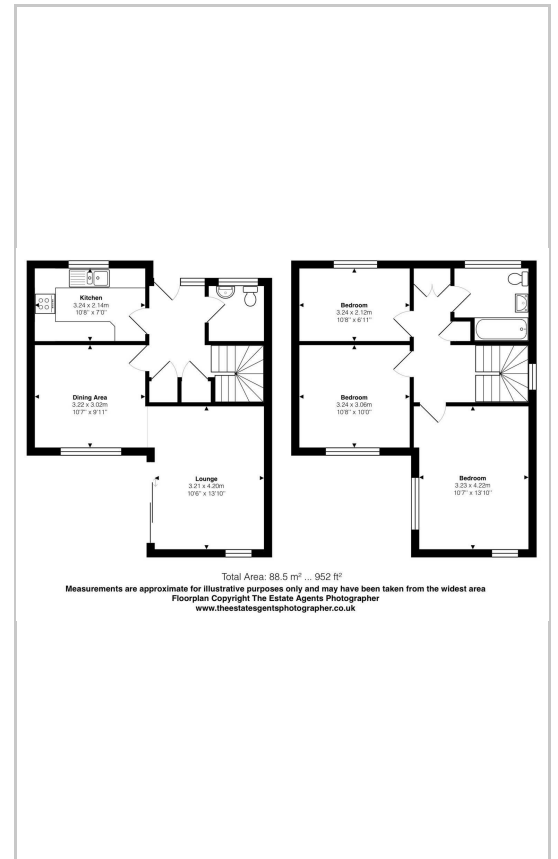 Kitchen
3.24 x 2.14m
10'8" x 7'0"
Dining Area
3.22 x 3.02m
10'7" x 9'11"
Lounge
3.21 x 4.20m
10'6" x 13'10"
Bedroom
3.24 x 2.12m
10'8" x 6'11"
Bedroom
3.24 x 3.06m
10'8" x 10'0"
Bedroom
3.23 x 4.22m
10'7" x 13'10"
Total Area: 88.5 m² ... 952 ft²
Measurements are approximate for illustrative purposes only and may have been taken from the widest area
Floorplan Copyright The Estate Agents Photographer
www.theestatesgentsphotographer.co.uk